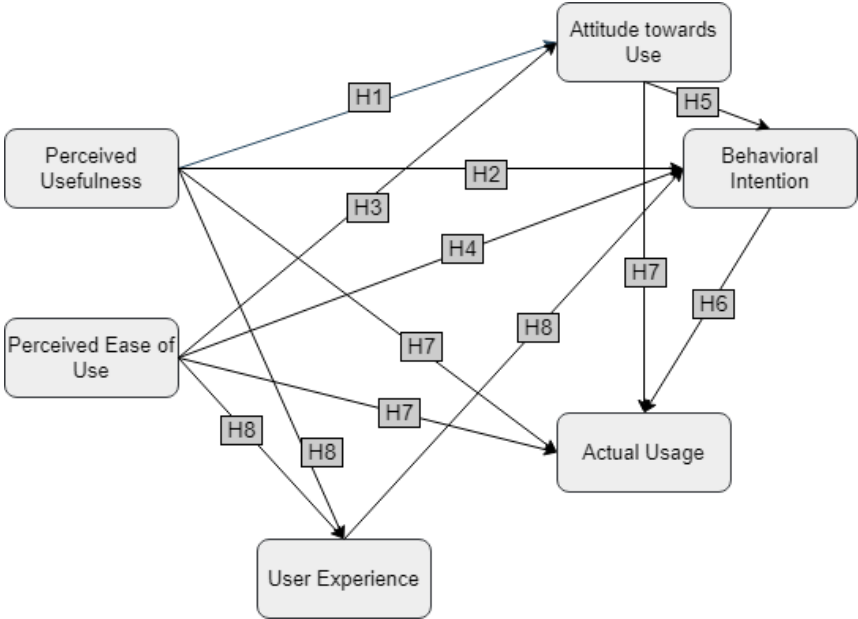 Attitude towards
Use
H1
H5
Perceived
Usefulness
H2
Behavioral
Intention
H3
H4
H7
H6
Perceived Ease of
Use
H8
H7
H7
H8
H8
Actual Usage
User Experience